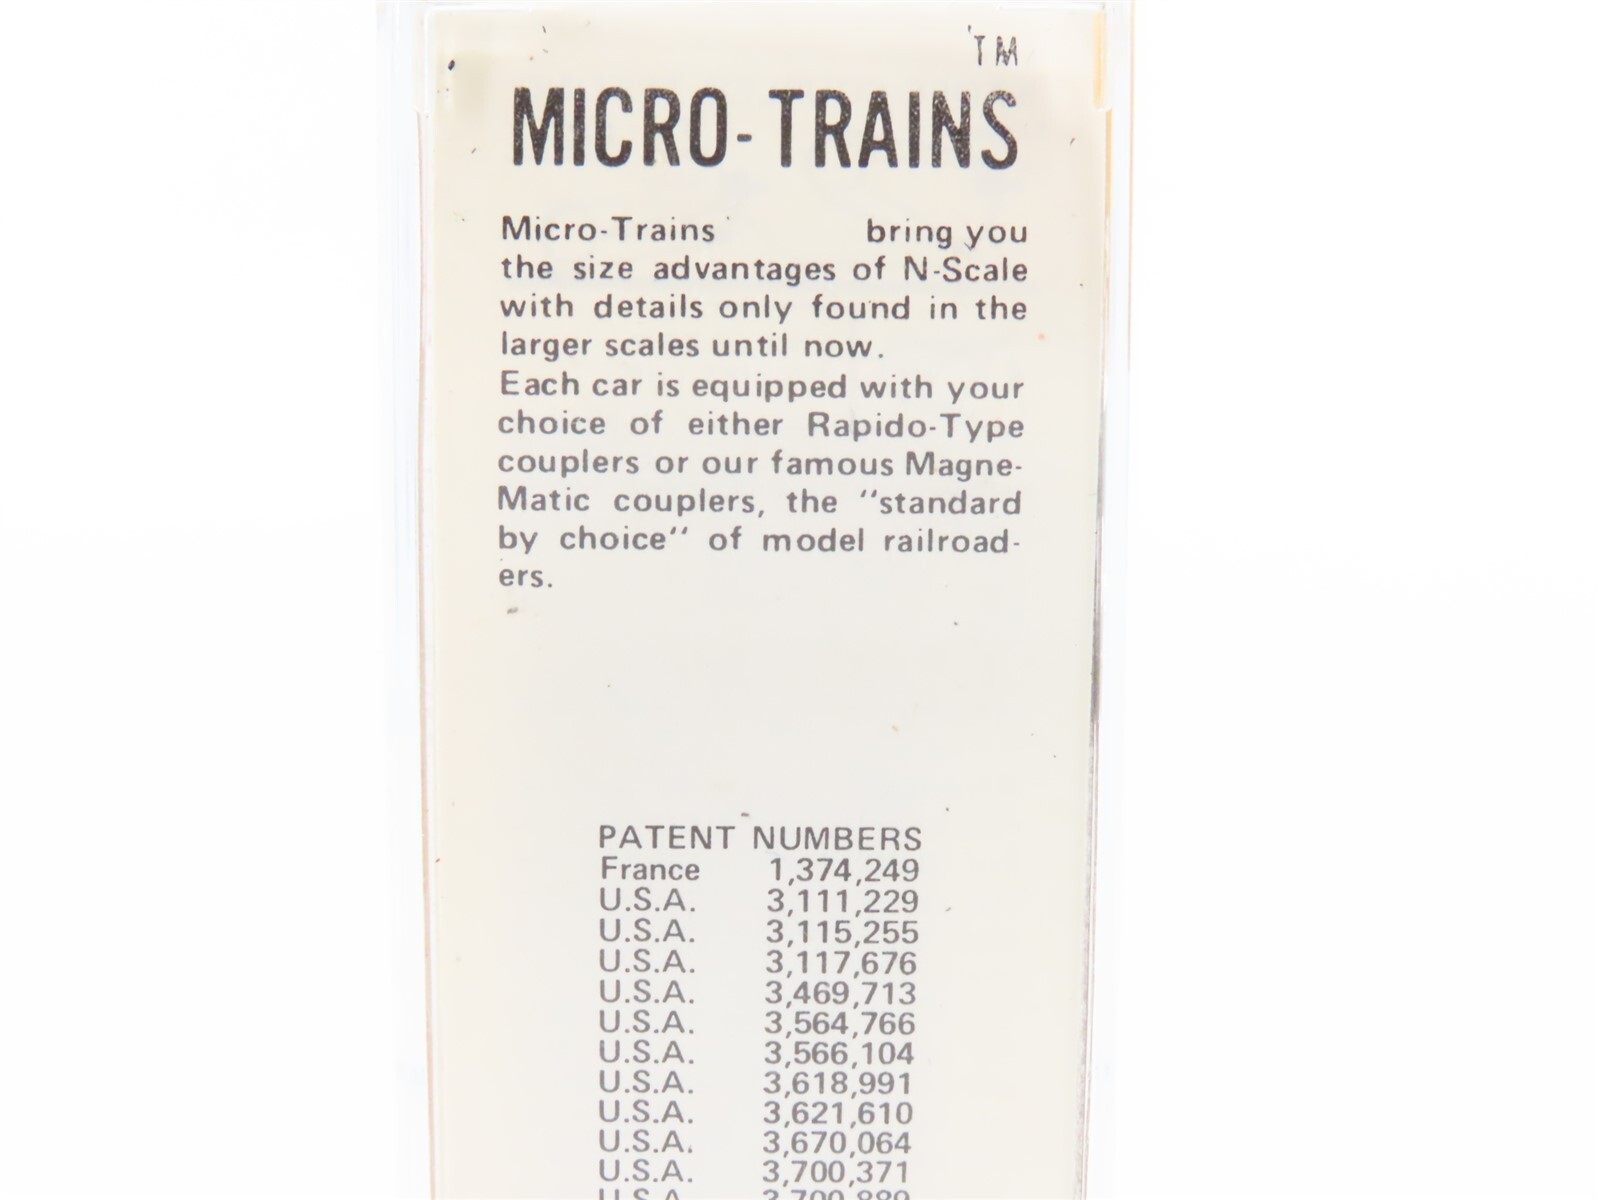 TM
MICRO-TRAINS
Micro-Trains bring you
the size advantages of N-Scale
with details only found in the
larger scales until now.
Each car is equipped with your
choice of either Rapido-Type
couplers or our famous Magne-
Matic couplers, the "standard
by choice" of model railroad-
ers.
PATENT NUMBERS
France 1,374,249
U.S.A. 3,111,229
U.S.A. 3,115,255
U.S.A. 3,117,676
U.S.A. 3,469,713
U.S.A. 3,564,766
U.S.A. 3,566,104
U.S.A. 3,618,991
U.S.A. 3,621,610
U.S.A. 3,670,064
U.S.A. 3,700,371
U.S.A.